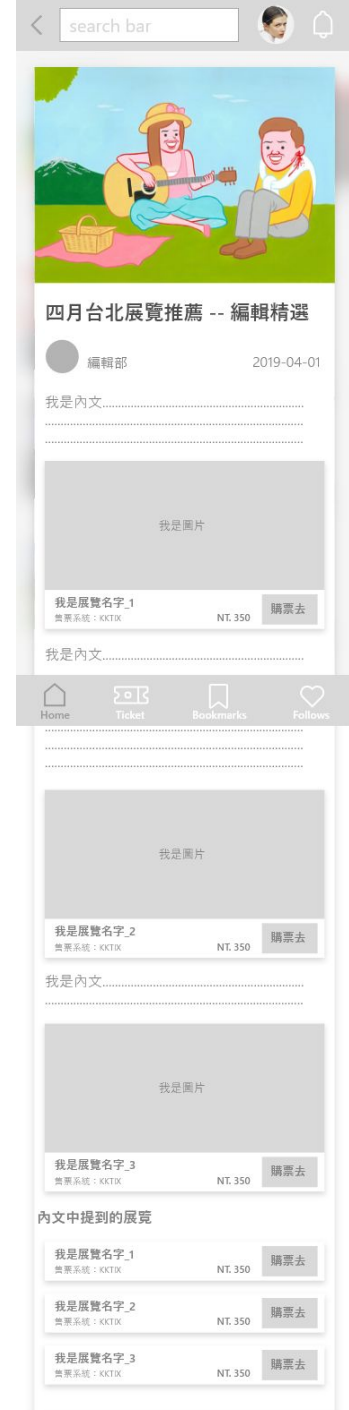 search bar
四月台北展覽推薦 -- 編輯精選
編輯部 2019-04-01
我是內文......................................................
.....................................................................
.....................................................................
我是圖片
我是展覽名字_1
售票系統：KKTIX NT. 350 購票去
我是內文......................................................
Home Ticket Bookmarks Follows
.....................................................................
.....................................................................
.....................................................................
我是圖片
我是展覽名字_2
售票系統：KKTIX NT. 350 購票去
我是內文......................................................
.....................................................................
我是圖片
我是展覽名字_3
售票系統：KKTIX NT. 350 購票去
內文中提到的展覽
我是展覽名字_1
售票系統：KKTIX NT. 350 購票去
我是展覽名字_2
售票系統：KKTIX NT. 350 購票去
我是展覽名字_3
售票系統：KKTIX NT. 350 購票去